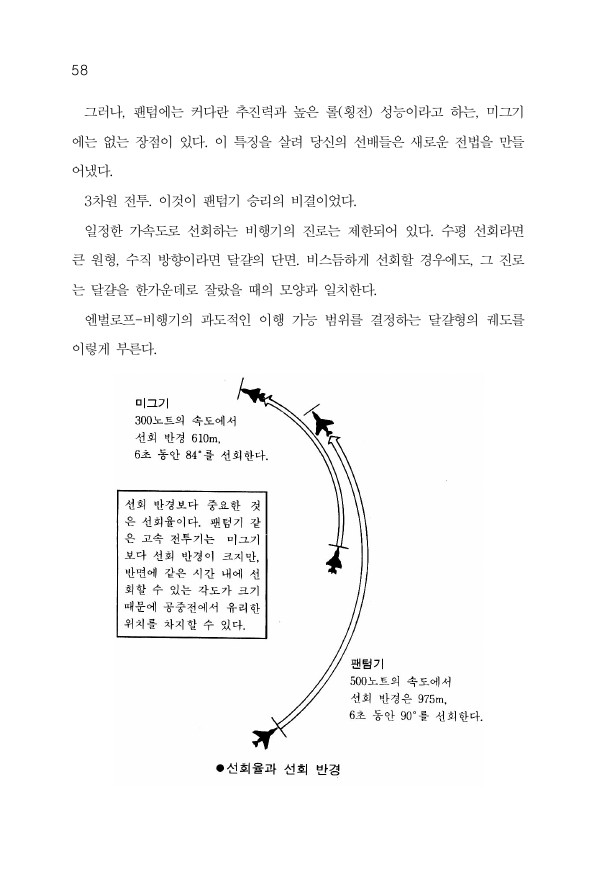 58
그러나, 팬텀에는 커다란 추진력과 높은 롤(횡전) 성능이라고 하는, 미그기
에는 없는 장점이 있다. 이 특징을 살려 당신의 선배들은 새로운 전법을 만들
어냈다.
3차원 전투. 이것이 팬텀기 승리의 비결이었다.
일정한 가속도로 선회하는 비행기의 진로는 제한되어 있다. 수평 선회라면
큰 원형, 수직 방향이라면 달걀의 단면. 비스듬하게 선회할 경우에도, 그 진로
는 달걀을 한가운데로 잘랐을 때의 모양과 일치한다.
엔벌로프-비행기의 과도적인 이행 가능 범위를 결정하는 달걀형의 궤도를
이렇게 부른다.
미그기
300노트의 속도에서
선회 반경 610m,
6초 동안 84°를 선회한다.
선회 반경보다 중요한 것
은 선회율이다. 팬텀기 같
은 고속 전투기는 미그기
보다 선회 반경이 크지만,
반면에 같은 시간 내에 선
회할 수 있는 각도가 크기
때문에 공중전에서 유리한
위치를 차지할 수 있다.
팬텀기
500노트의 속도에서
선회 반경은 975m,
6초 동안 90°를 선회한다.
●선회율과 선회 반경